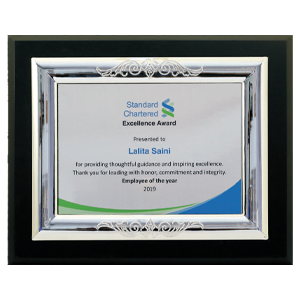 Standard
Chartered
Excellence Award
Presented to
Lalita Saini
for providing thoughtful guidance and inspiring excellence.
Thank you for leading with honor, commitment and integrity.
Employee of the year
2019